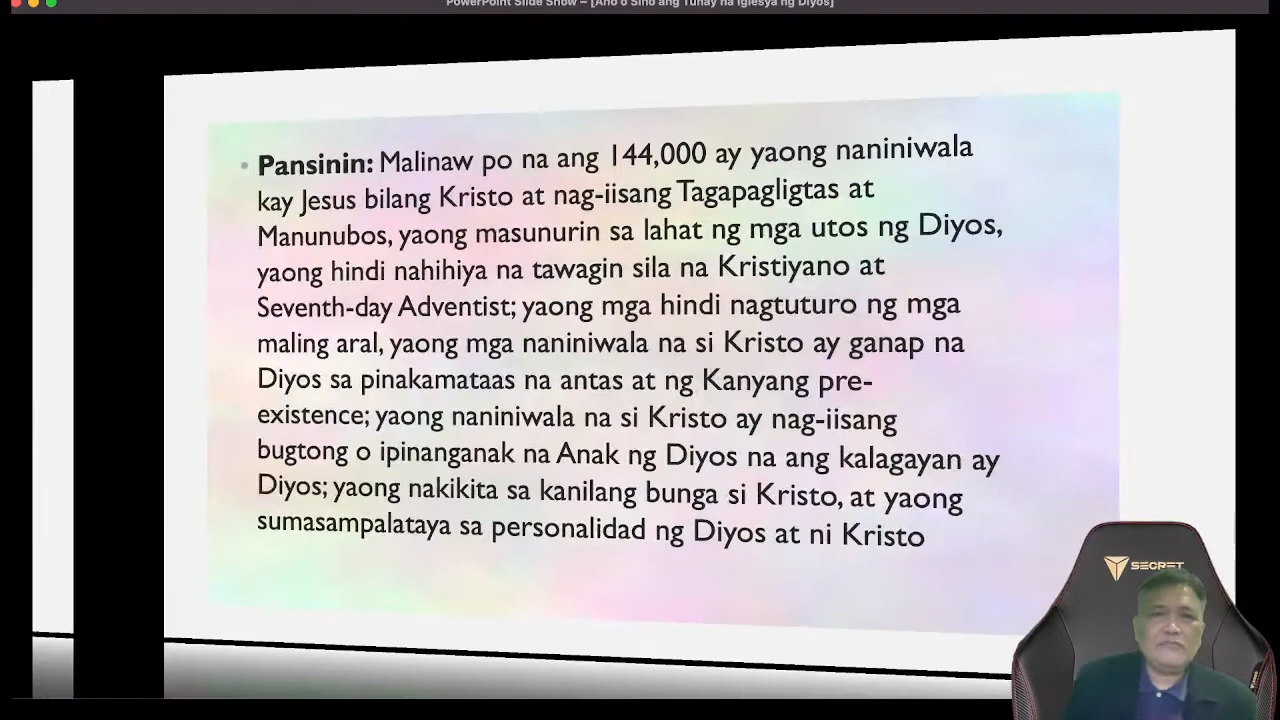 PowerPoint Slide Show – [Ano o Sino ang Tunay na Iglesya ng Diyos]
• Pansinin: Malinaw po na ang 144,000 ay yaong naniniwala
kay Jesus bilang Kristo at nag-iisang Tagapagligtas at
Manunubos, yaong masunurin sa lahat ng mga utos ng Diyos,
yaong hindi nahihiya na tawagin sila na Kristiyano at
Seventh-day Adventist; yaong mga hindi nagtuturo ng mga
maling aral, yaong mga naniniwala na si Kristo ay ganap na
Diyos sa pinakamataas na antas at ng Kanyang pre-
existence; yaong naniniwala na si Kristo ay nag-iisang
bugtong o ipinanganak na Anak ng Diyos na ang kalagayan ay
Diyos; yaong nakikita sa kanilang bunga si Kristo, at yaong
sumasampalataya sa personalidad ng Diyos at ni Kristo
SECRET